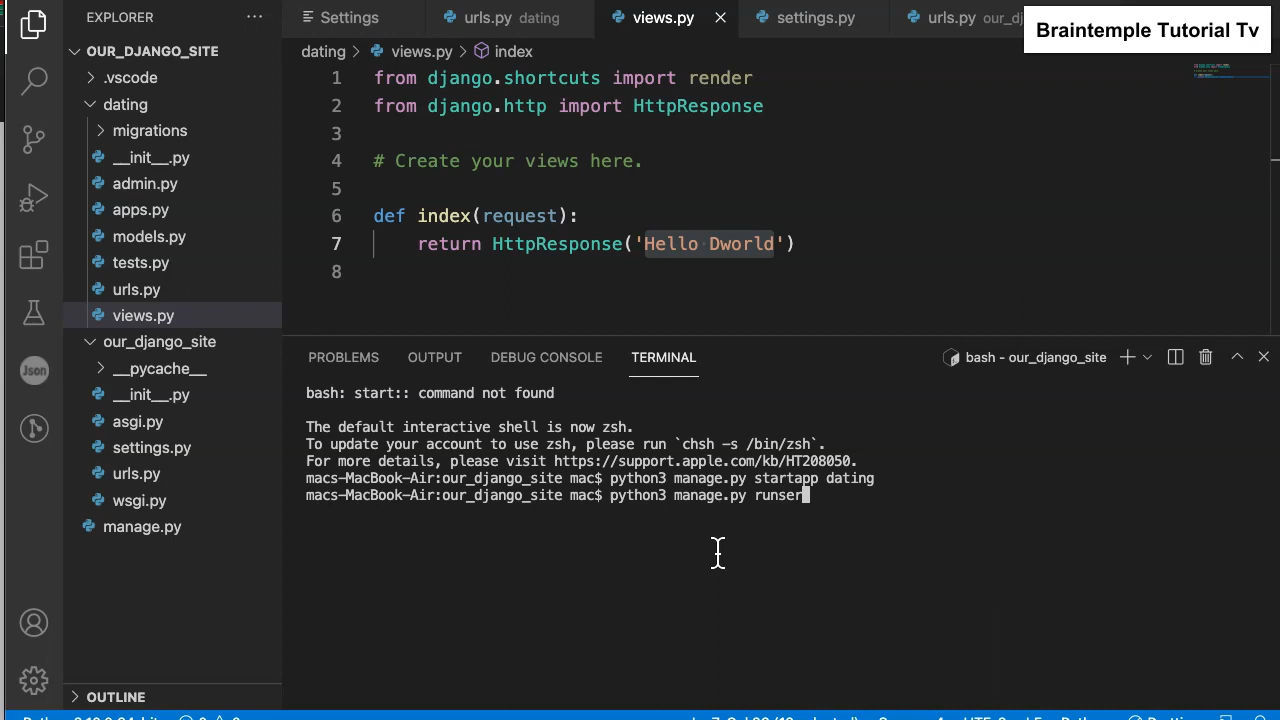 EXPLORER
OUR_DJANGO_SITE
.vscode
dating
migrations
__init__.py
admin.py
apps.py
models.py
tests.py
urls.py
views.py
our_django_site
__pycache__
__init__.py
asgi.py
settings.py
urls.py
wsgi.py
manage.py
OUTLINE
Json
Settings
urls.py dating
views.py
settings.py
urls.py
Braintemple Tutorial Tv
dating > views.py > index
1 from django.shortcuts import render
2 from django.http import HttpResponse
3
4 # Create your views here.
5
6 def index(request):
7 return HttpResponse('Hello Dworld')
8
PROBLEMS OUTPUT DEBUG CONSOLE TERMINAL
bash - our_django_site
bash: start:: command not found
The default interactive shell is now zsh.
To update your account to use zsh, please run `chsh -s /bin/zsh`.
For more details, please visit https://support.apple.com/kb/HT208050.
macs-MacBook-Air:our_django_site mac$ python3 manage.py startapp dating
macs-MacBook-Air:our_django_site mac$ python3 manage.py runser